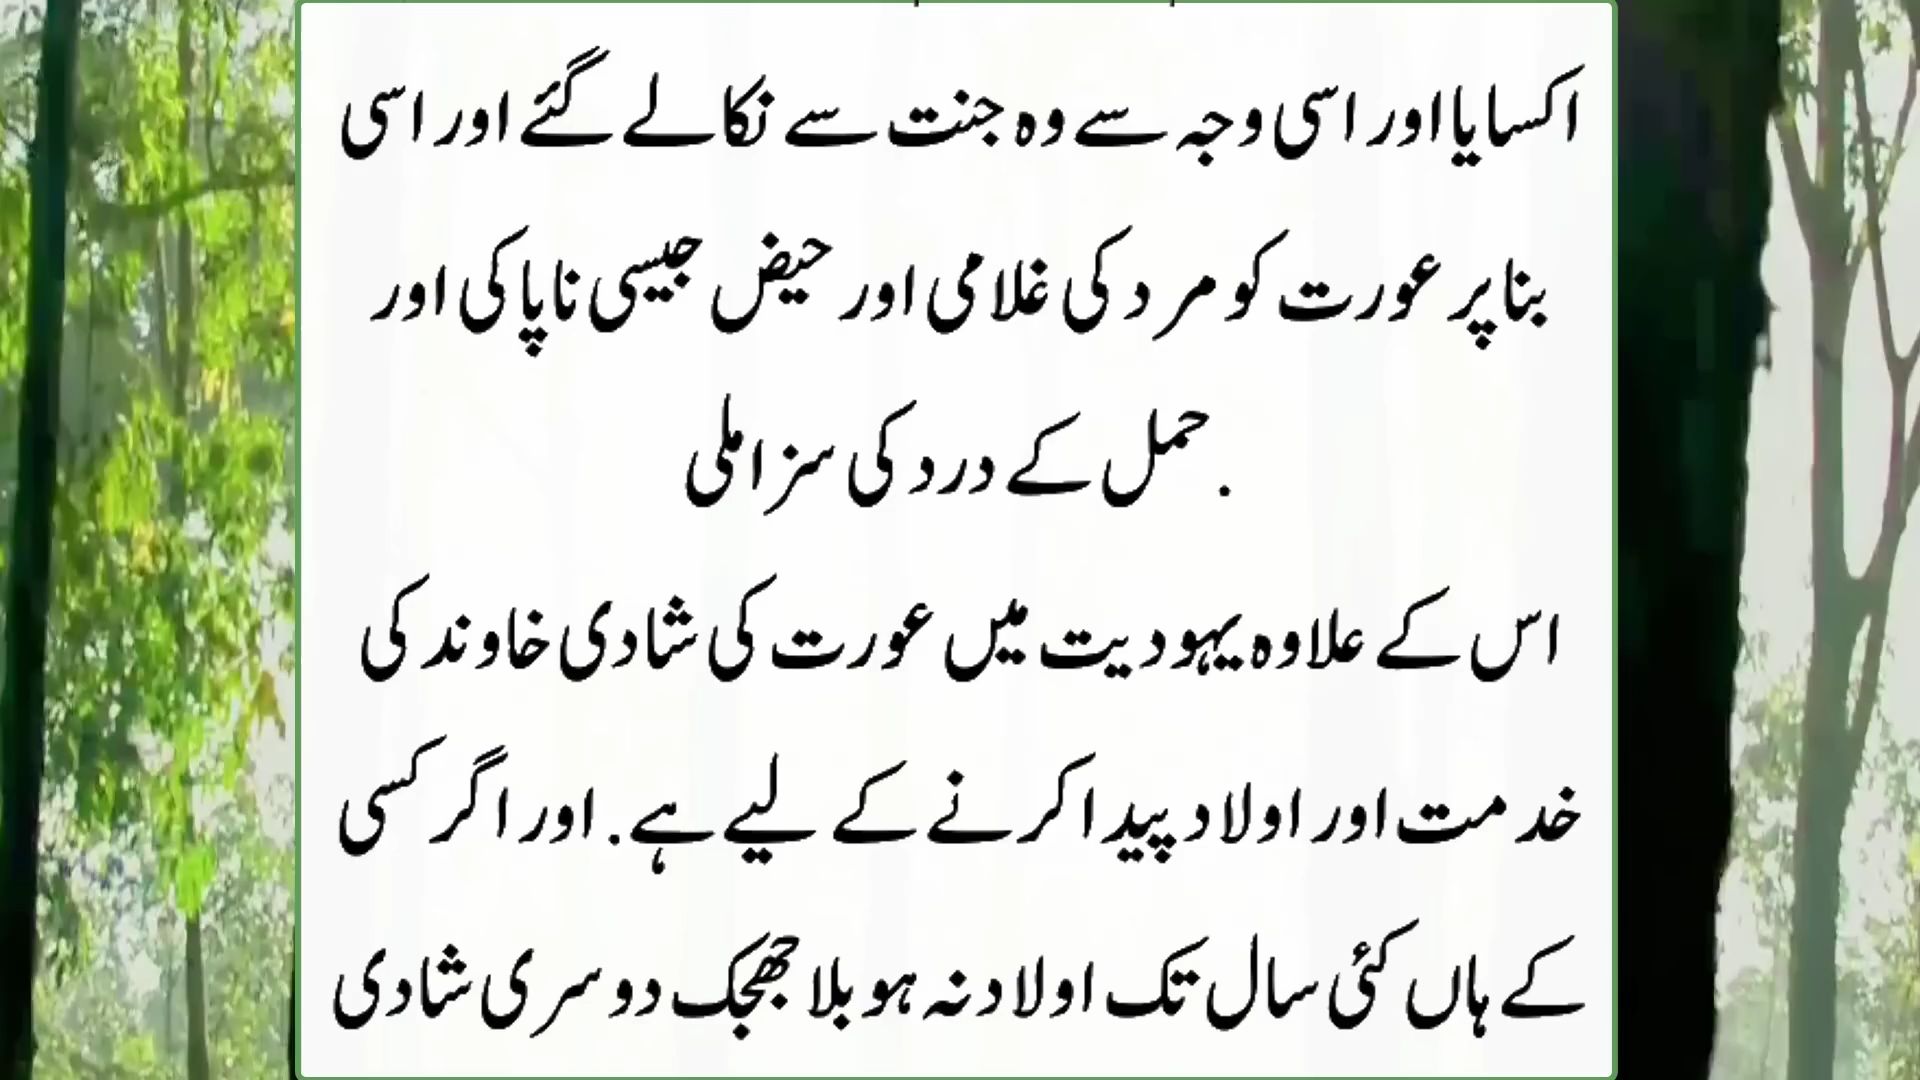 اکسایا اور اسی وجہ سے وہ جنت سے نکالے گئے اور اسی
بنا پر عورت کو مرد کی غلامی اور حیض جیسی ناپاکی اور
. حمل کے درد کی سزا ملی
اس کے علاوہ یہودیت میں عورت کی شادی خاوند کی
خدمت اور اولاد پیدا کرنے کے لیے ہے. اور اگر کسی
کے ہاں کئی سال تک اولاد نہ ہو بلا جھجک دوسری شادی